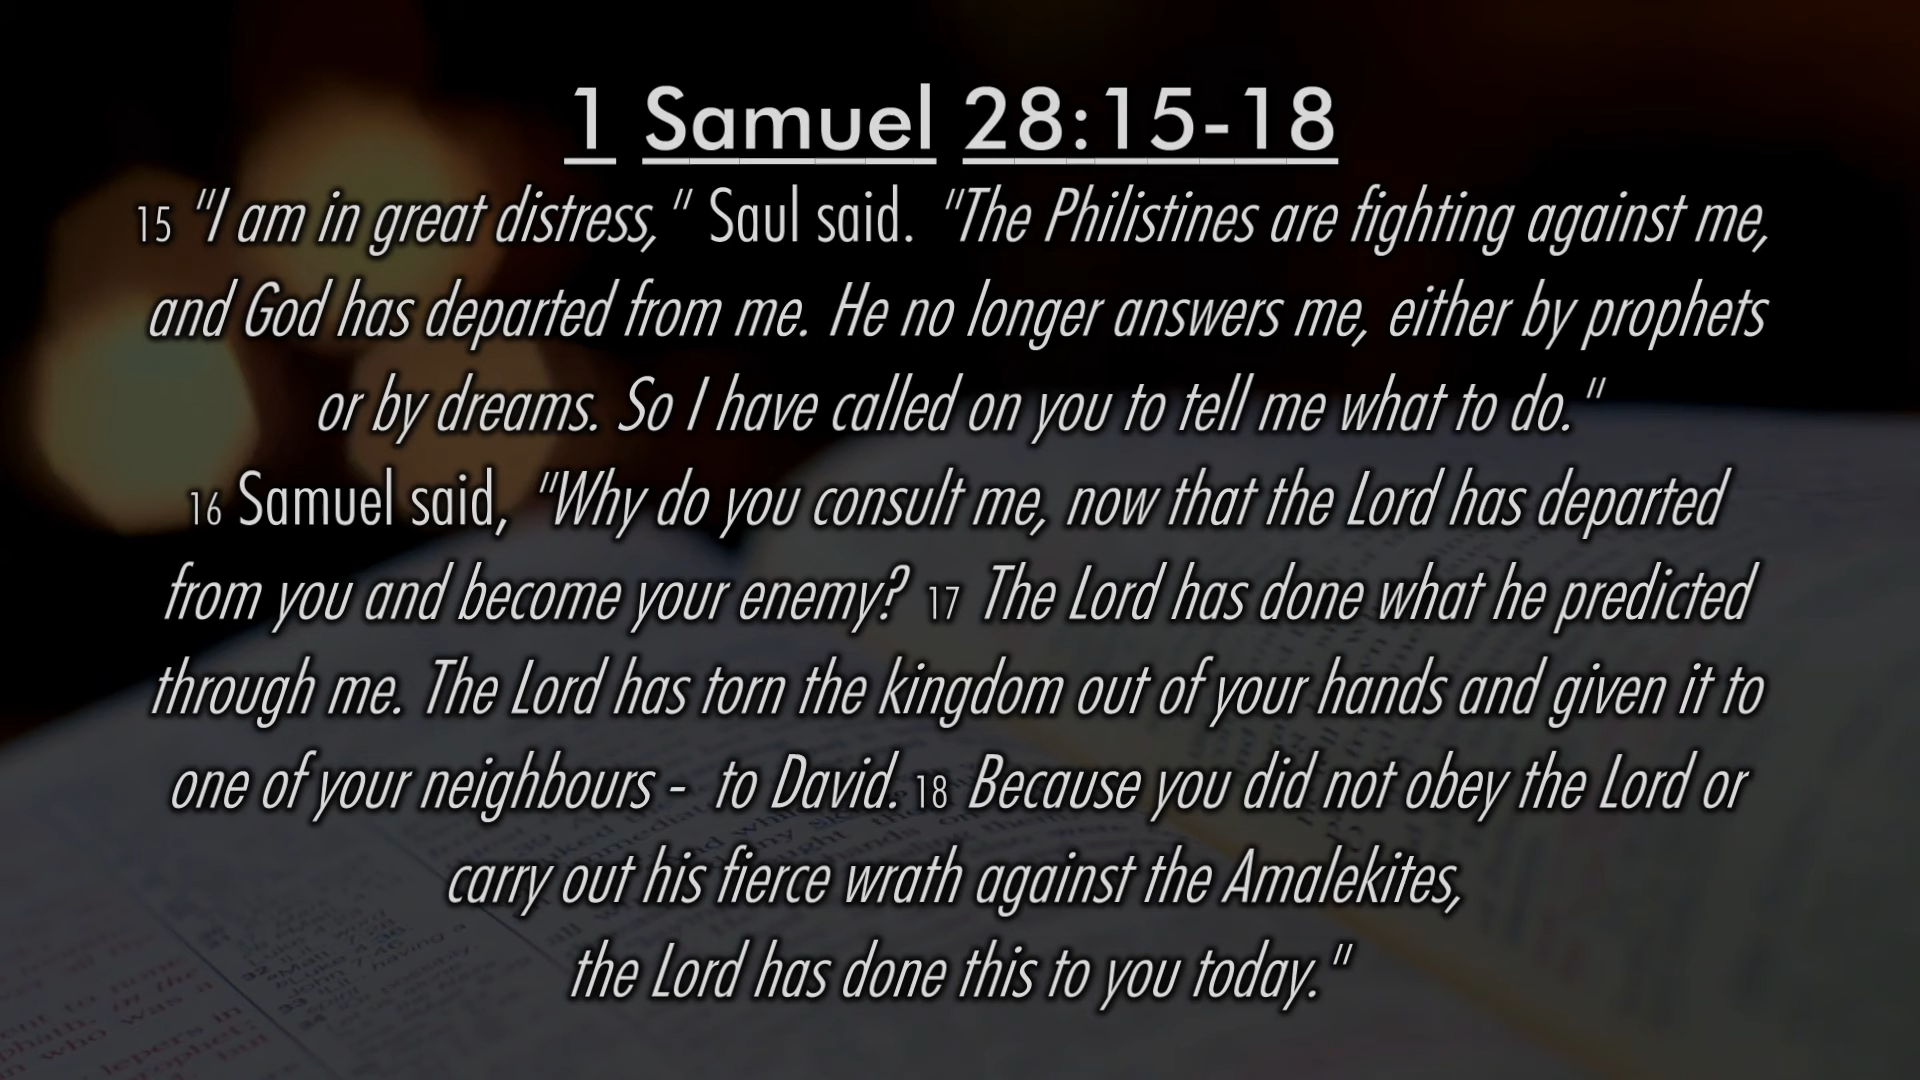 1 Samuel 28:15-18
15 "I am in great distress," Saul said. "The Philistines are fighting against me,
and God has departed from me. He no longer answers me, either by prophets
or by dreams. So I have called on you to tell me what to do."
16 Samuel said, "Why do you consult me, now that the Lord has departed
from you and become your enemy? 17 The Lord has done what he predicted
through me. The Lord has torn the kingdom out of your hands and given it to
one of your neighbours - to David. 18 Because you did not obey the Lord or
carry out his fierce wrath against the Amalekites,
the Lord has done this to you today."